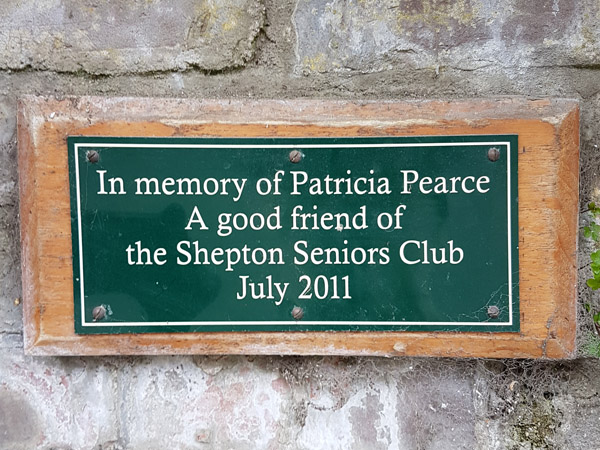 In memory of Patricia Pearce
A good friend of
the Shepton Seniors Club
July 2011